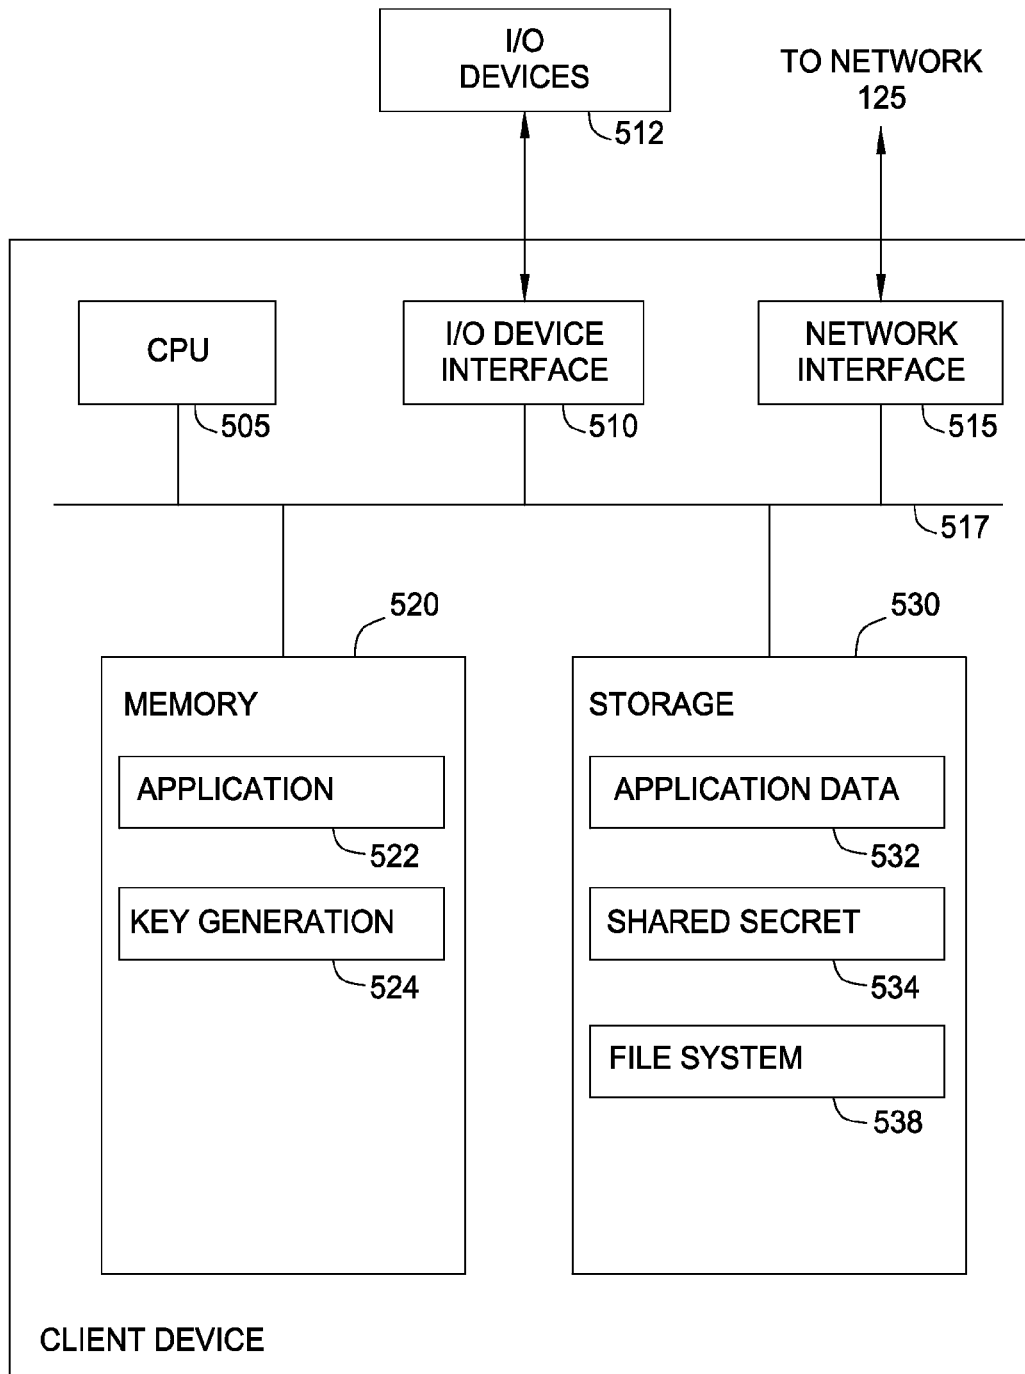 I/O
DEVICES
512
TO NETWORK
125
CPU
505
I/O DEVICE
INTERFACE
510
NETWORK
INTERFACE
515
517
520
530
MEMORY
APPLICATION
522
KEY GENERATION
524
STORAGE
APPLICATION DATA
532
SHARED SECRET
534
FILE SYSTEM
538
CLIENT DEVICE